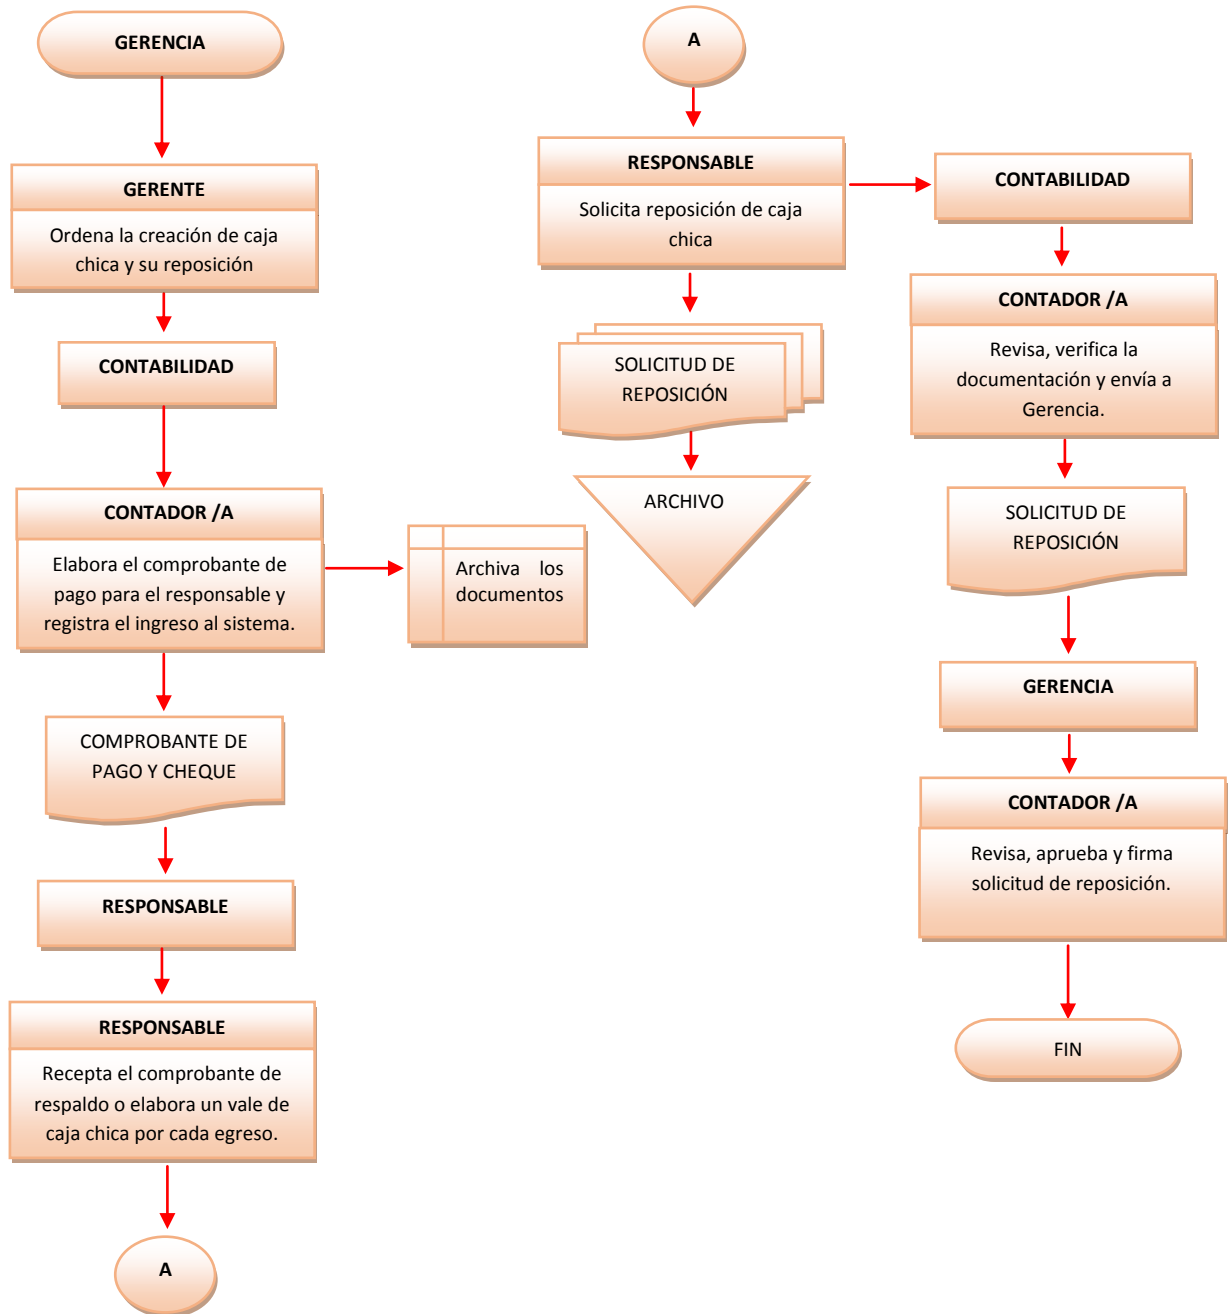 GERENCIA
GERENTE
Ordena la creación de caja
chica y su reposición
CONTABILIDAD
CONTADOR /A
Elabora el comprobante de
pago para el responsable y
registra el ingreso al sistema.
Archiva los
documentos
COMPROBANTE DE
PAGO Y CHEQUE
RESPONSABLE
RESPONSABLE
Recepta el comprobante de
respaldo o elabora un vale de
caja chica por cada egreso.
A
A
RESPONSABLE
Solicita reposición de caja
chica
SOLICITUD DE
REPOSICIÓN
ARCHIVO
CONTABILIDAD
CONTADOR /A
Revisa, verifica la
documentación y envía a
Gerencia.
SOLICITUD DE
REPOSICIÓN
GERENCIA
CONTADOR /A
Revisa, aprueba y firma
solicitud de reposición.
FIN